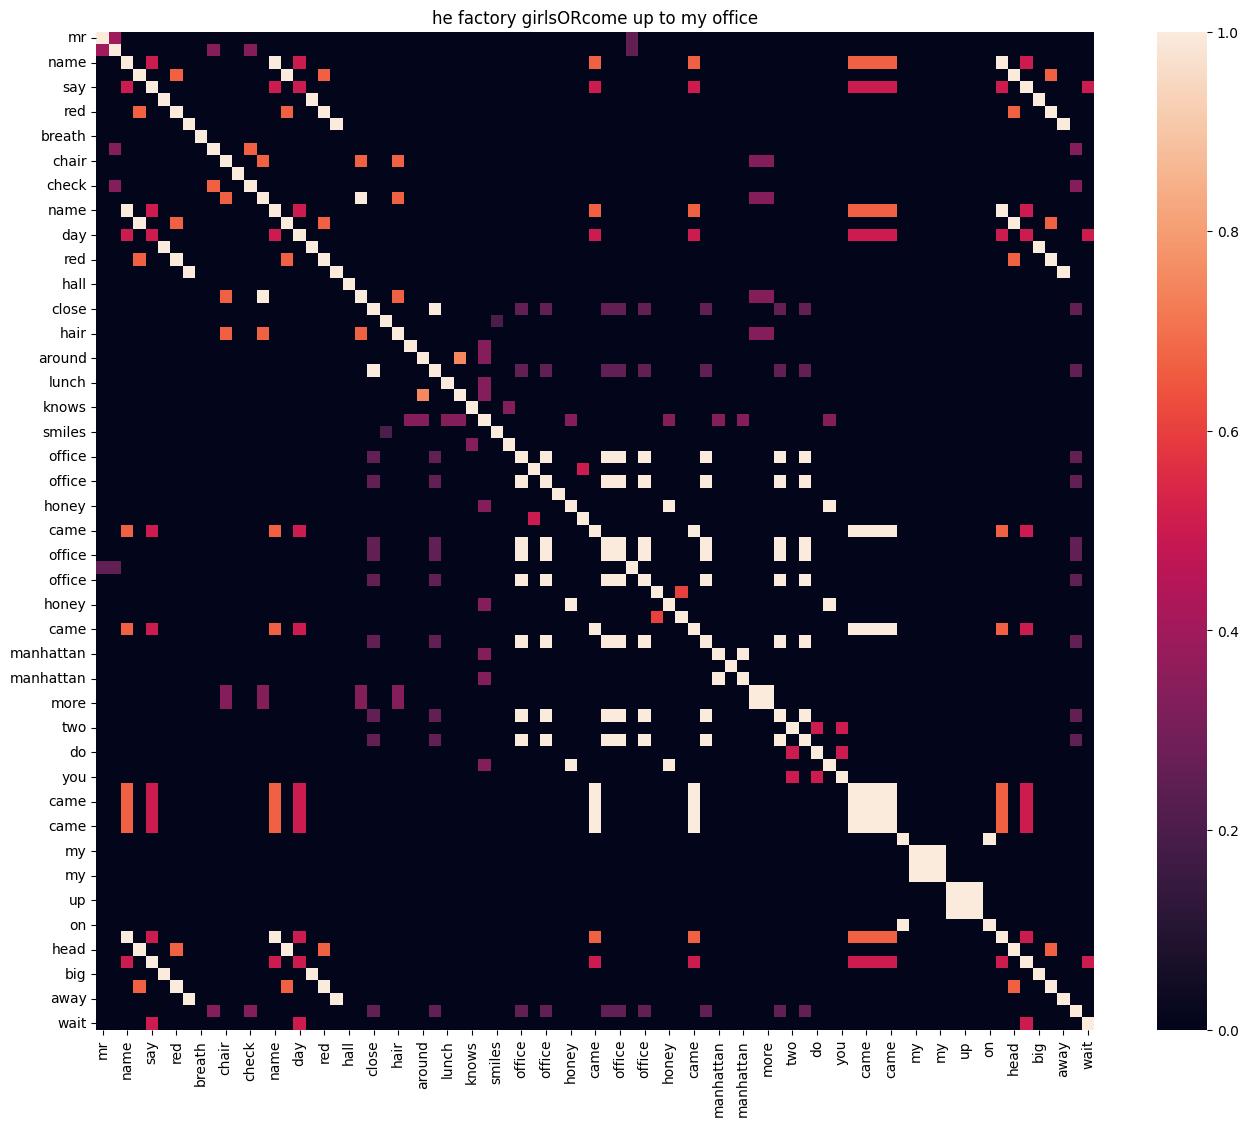 he factory girlsORcome up to my office
mr
name
say
red
breath
chair
check
name
day
red
hall
close
hair
around
lunch
knows
smiles
office
office
honey
came
office
office
honey
came
manhattan
manhattan
more
two
do
you
came
came
my
my
up
on
head
big
away
wait
1.0
0.8
0.6
0.4
0.2
0.0
mr
name
say
red
breath
chair
check
name
day
red
hall
close
hair
around
lunch
knows
smiles
office
office
honey
came
office
office
honey
came
manhattan
manhattan
more
two
do
you
came
came
my
my
up
on
head
big
away
wait